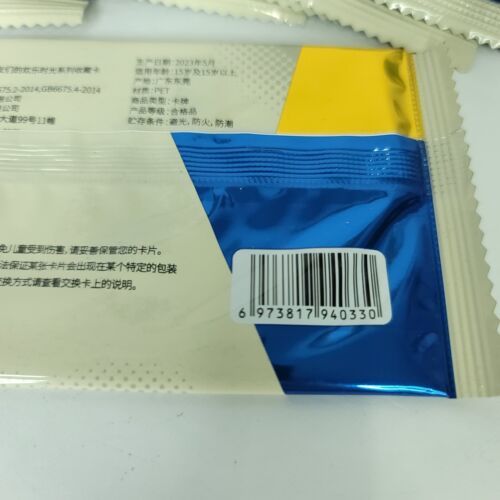 友们的欢乐时光系列收藏卡
生产日期:2023年5月
适用年龄:15岁及15岁以上
产地:广东东莞
材质:PET
商品类型:卡牌
产品等级:合格品
贮存条件:避光,防火,防潮
675.2-2014;GB6675.4-2014
限公司
公司
大道99号11幢
免儿童受到伤害,请妥善保管您的卡片。
法保证某张卡片会出现在某个特定的包装
交换方式请查看交换卡上的说明。
6 973817 940330